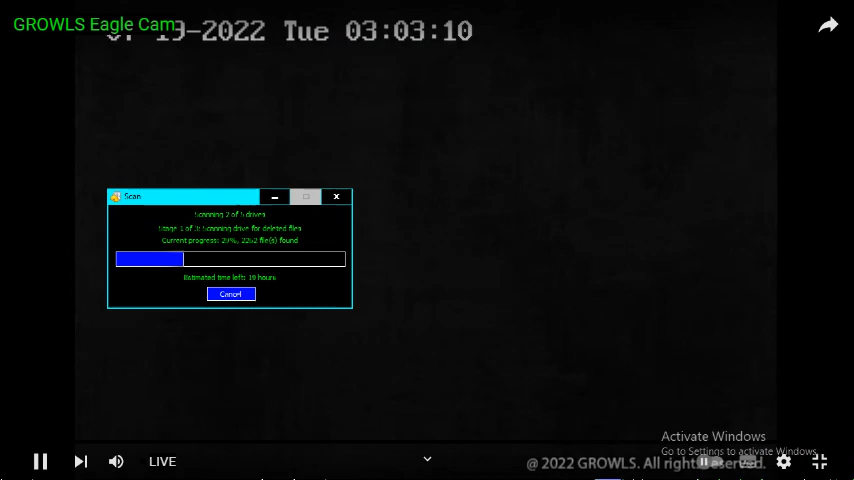 GROWLS Eagle Cam
19-2022 Tue 03:03:10
Scan
Scanning 2 of 5 drives
Stage 1 of 3: Scanning drive for deleted files
Current progress: 29%, 2252 file(s) found
Estimated time left: 19 hours
Cancel
Activate Windows
Go to Settings to activate Windows.
LIVE
@ 2022 GROWLS. All rights reserved.